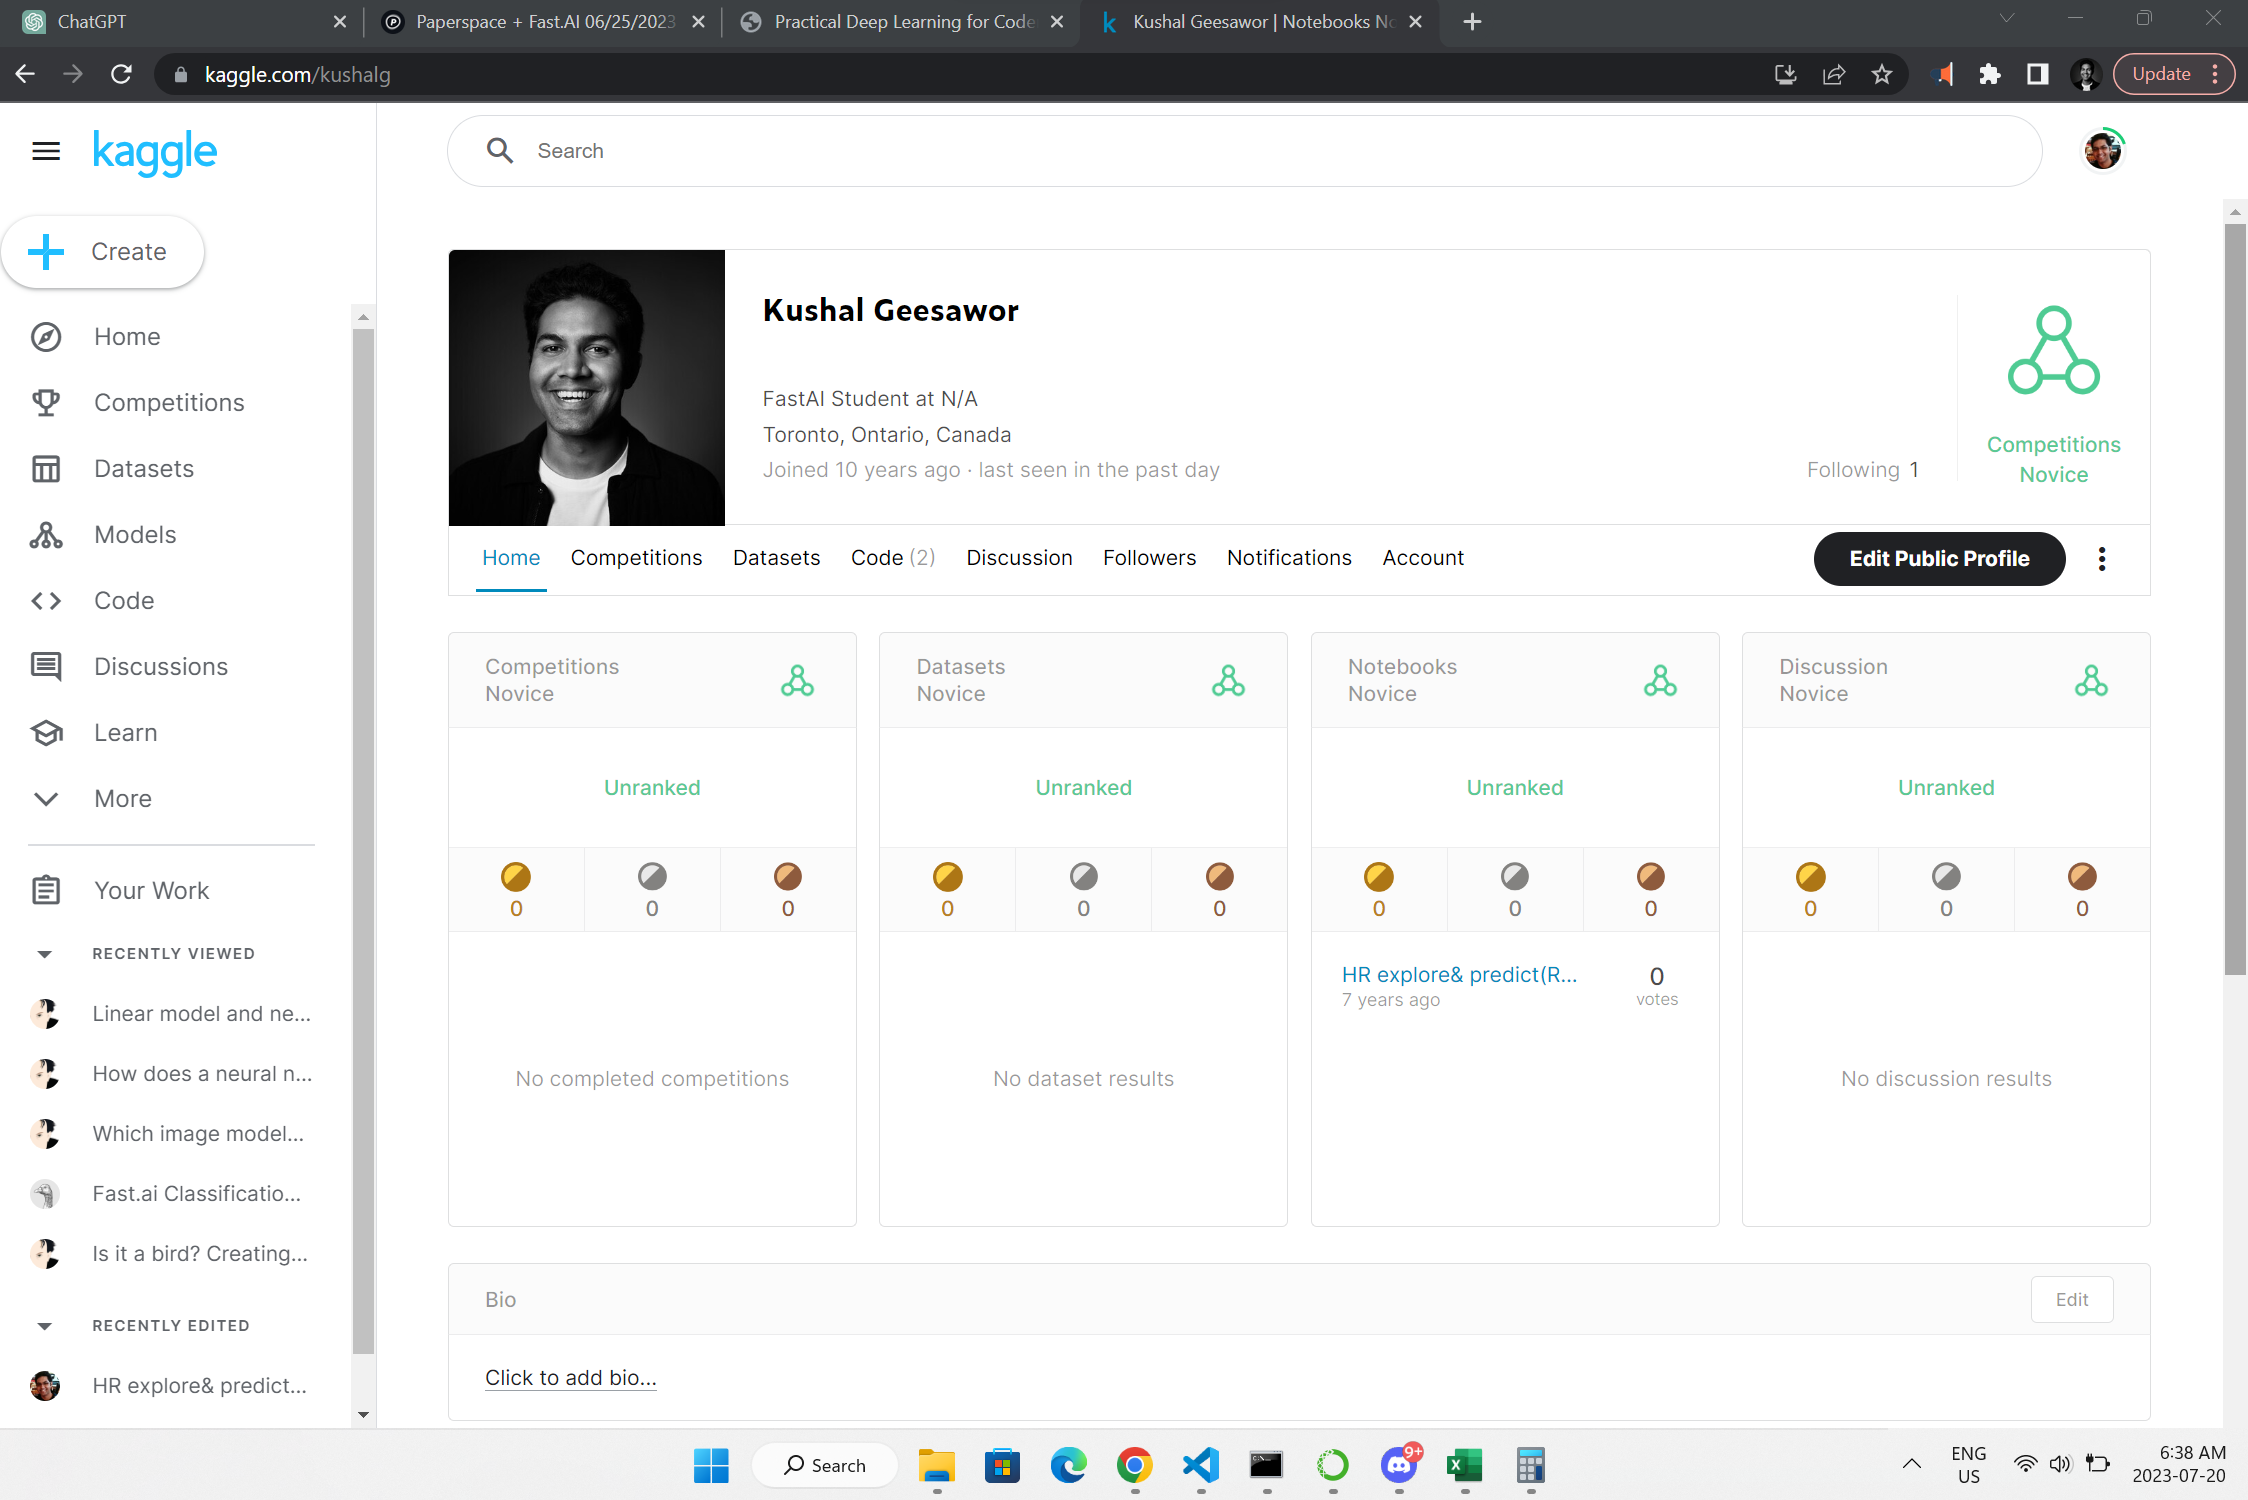 ChatGPT
Paperspace + Fast.AI 06/25/2023
Practical Deep Learning for Code
Kushal Geesawor | Notebooks No
kaggle.com/kushalg
Update
kaggle
Search
Create
Home
Competitions
Datasets
Models
Code
Discussions
Learn
More
Your Work
RECENTLY VIEWED
Linear model and ne...
How does a neural n...
Which image model...
Fast.ai Classificatio...
Is it a bird? Creating...
RECENTLY EDITED
HR explore& predict...
Kushal Geesawor
FastAI Student at N/A
Toronto, Ontario, Canada
Joined 10 years ago · last seen in the past day
Following 1
Competitions
Novice
Home Competitions Datasets Code (2) Discussion Followers Notifications Account
Edit Public Profile
Competitions
Novice
Unranked
0 0 0
No completed competitions
Datasets
Novice
Unranked
0 0 0
No dataset results
Notebooks
Novice
Unranked
0 0 0
HR explore& predict(R...
7 years ago
0
votes
Discussion
Novice
Unranked
0 0 0
No discussion results
Bio
Edit
Click to add bio...
Search
9+
ENG
US
6:38 AM
2023-07-20